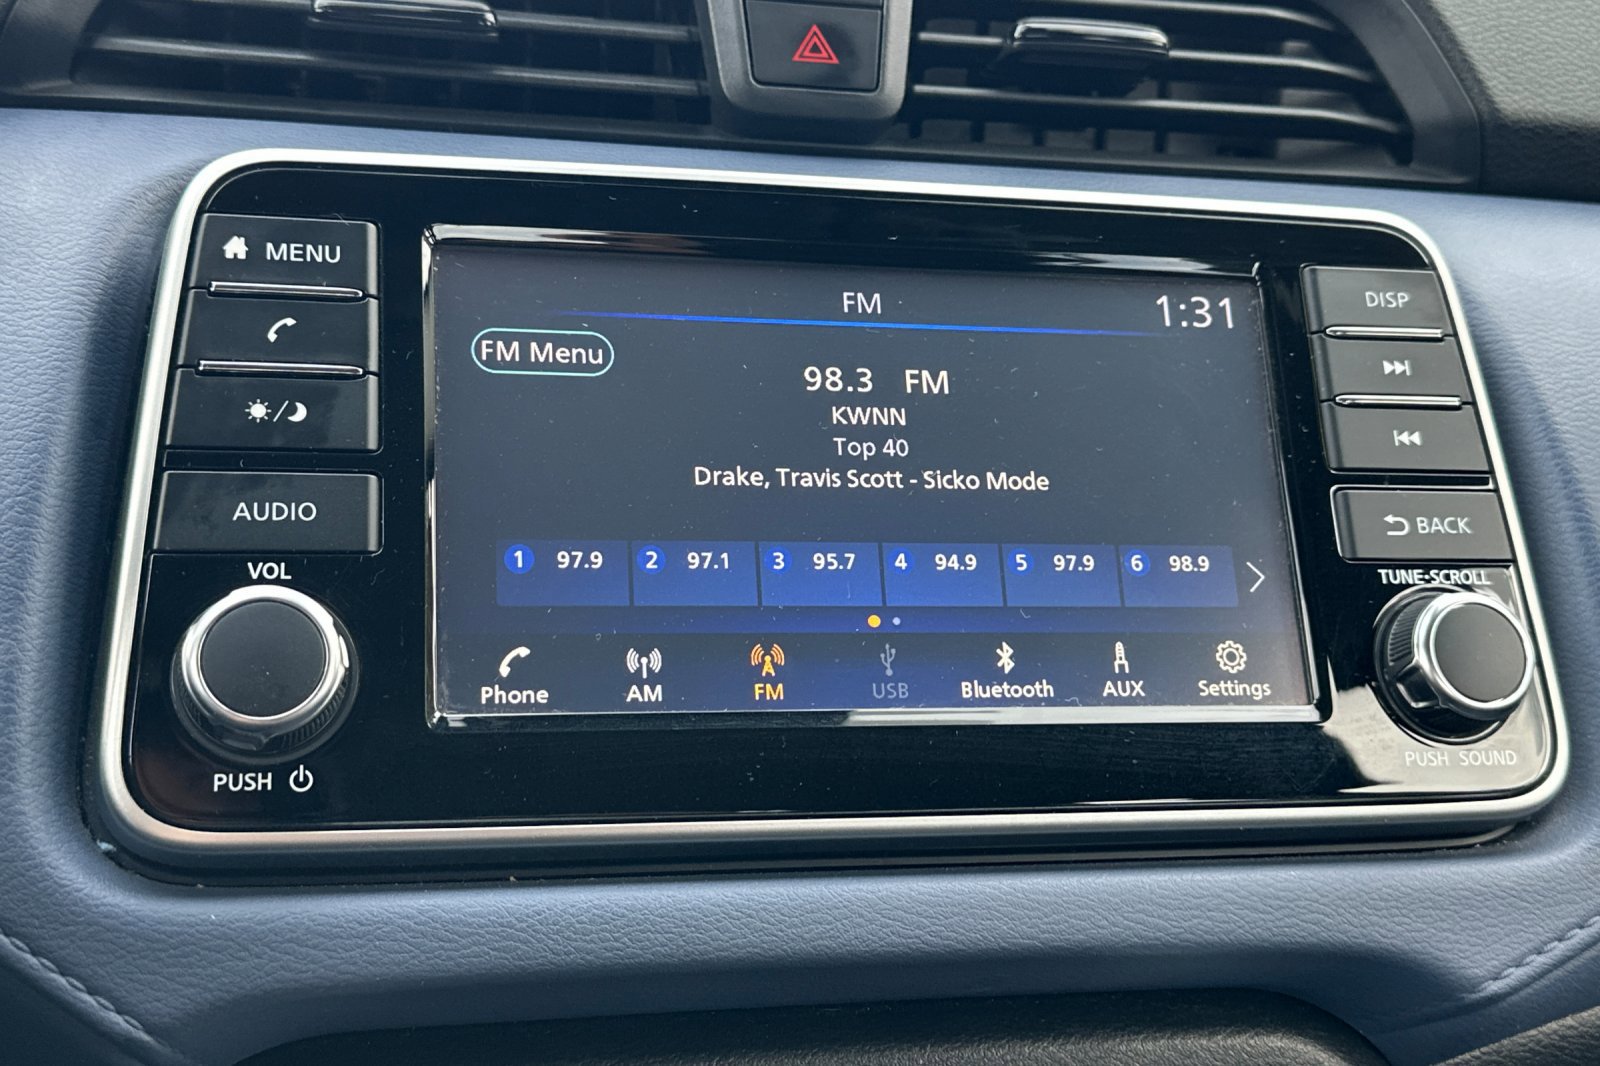 MENU
AUDIO
VOL
PUSH
FM
1:31
FM Menu
98.3 FM
KWNN
Top 40
Drake, Travis Scott - Sicko Mode
1 97.9 2 97.1 3 95.7 4 94.9 5 97.9 6 98.9
Phone AM FM USB Bluetooth AUX Settings
DISP
BACK
TUNE·SCROLL
PUSH SOUND